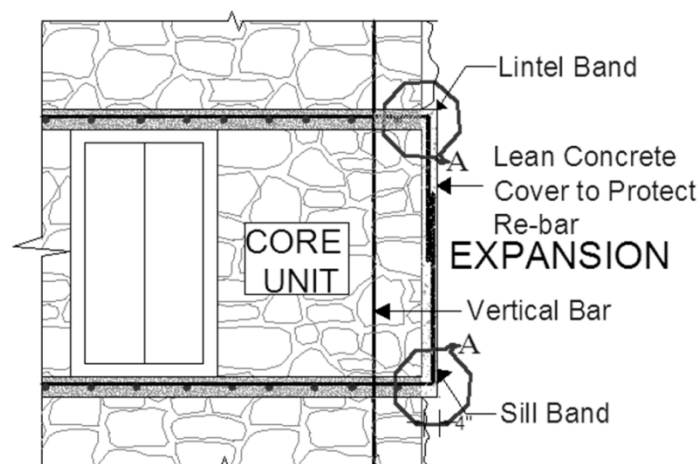 Lintel Band
A
Lean Concrete
Cover to Protect
Re-bar
CORE
UNIT
EXPANSION
Vertical Bar
A
Sill Band
4"